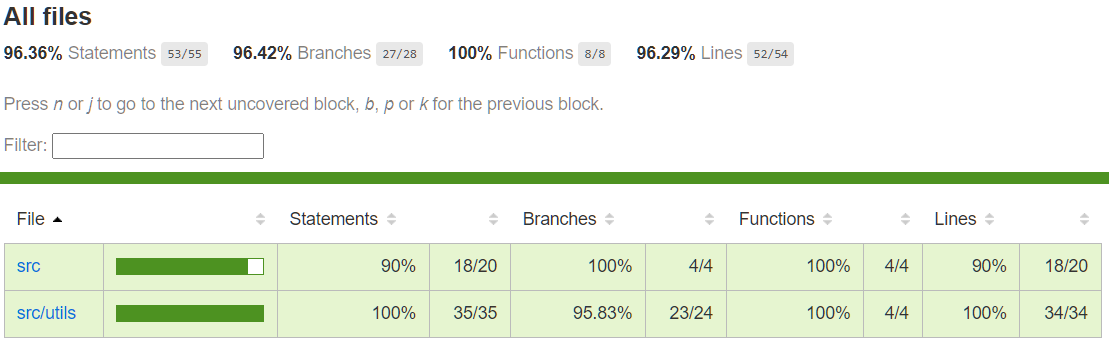 All files
96.36% Statements 53/55 96.42% Branches 27/28 100% Functions 8/8 96.29% Lines 52/54
Press n or j to go to the next uncovered block, b, p or k for the previous block.
Filter:
File Statements Branches Functions Lines
src 90% 18/20 100% 4/4 100% 4/4 90% 18/20
src/utils 100% 35/35 95.83% 23/24 100% 4/4 100% 34/34